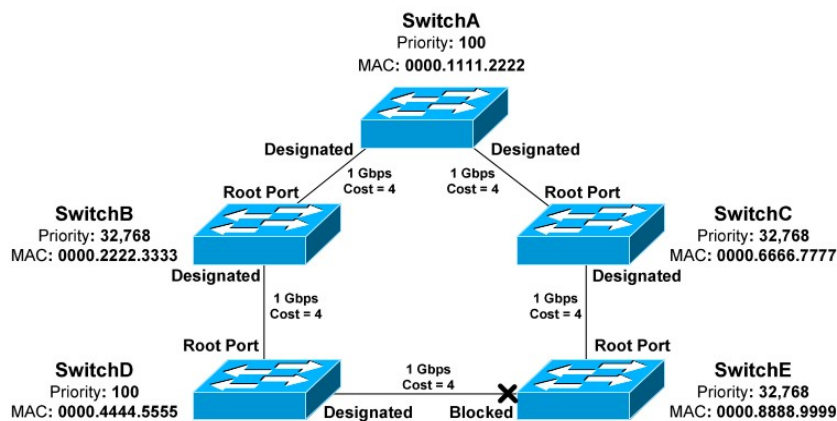 SwitchA
Priority: 100
MAC: 0000.1111.2222
Designated
Designated
1 Gbps
Cost = 4
1 Gbps
Cost = 4
Root Port
Root Port
SwitchB
Priority: 32,768
MAC: 0000.2222.3333
SwitchC
Priority: 32,768
MAC: 0000.6666.7777
Designated
Designated
1 Gbps
Cost = 4
1 Gbps
Cost = 4
Root Port
Root Port
SwitchD
Priority: 100
MAC: 0000.4444.5555
1 Gbps
Cost = 4
Designated
Blocked
SwitchE
Priority: 32,768
MAC: 0000.8888.9999